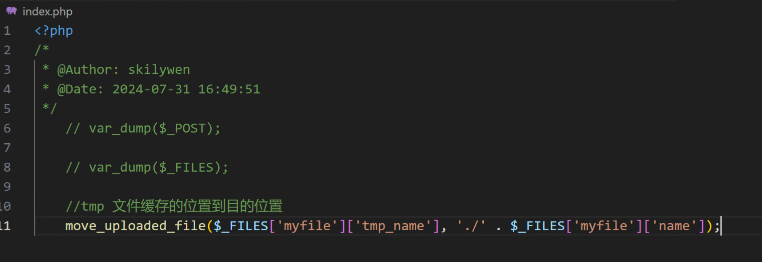 index.php
1 <?php
2 /*
3  * @Author: skilywen
4  * @Date: 2024-07-31 16:49:51
5  */
6     // var_dump($_POST);
7
8     // var_dump($_FILES);
9
10     //tmp 文件缓存的位置到目的位置
11     move_uploaded_file($_FILES['myfile']['tmp_name'], './' . $_FILES['myfile']['name']);